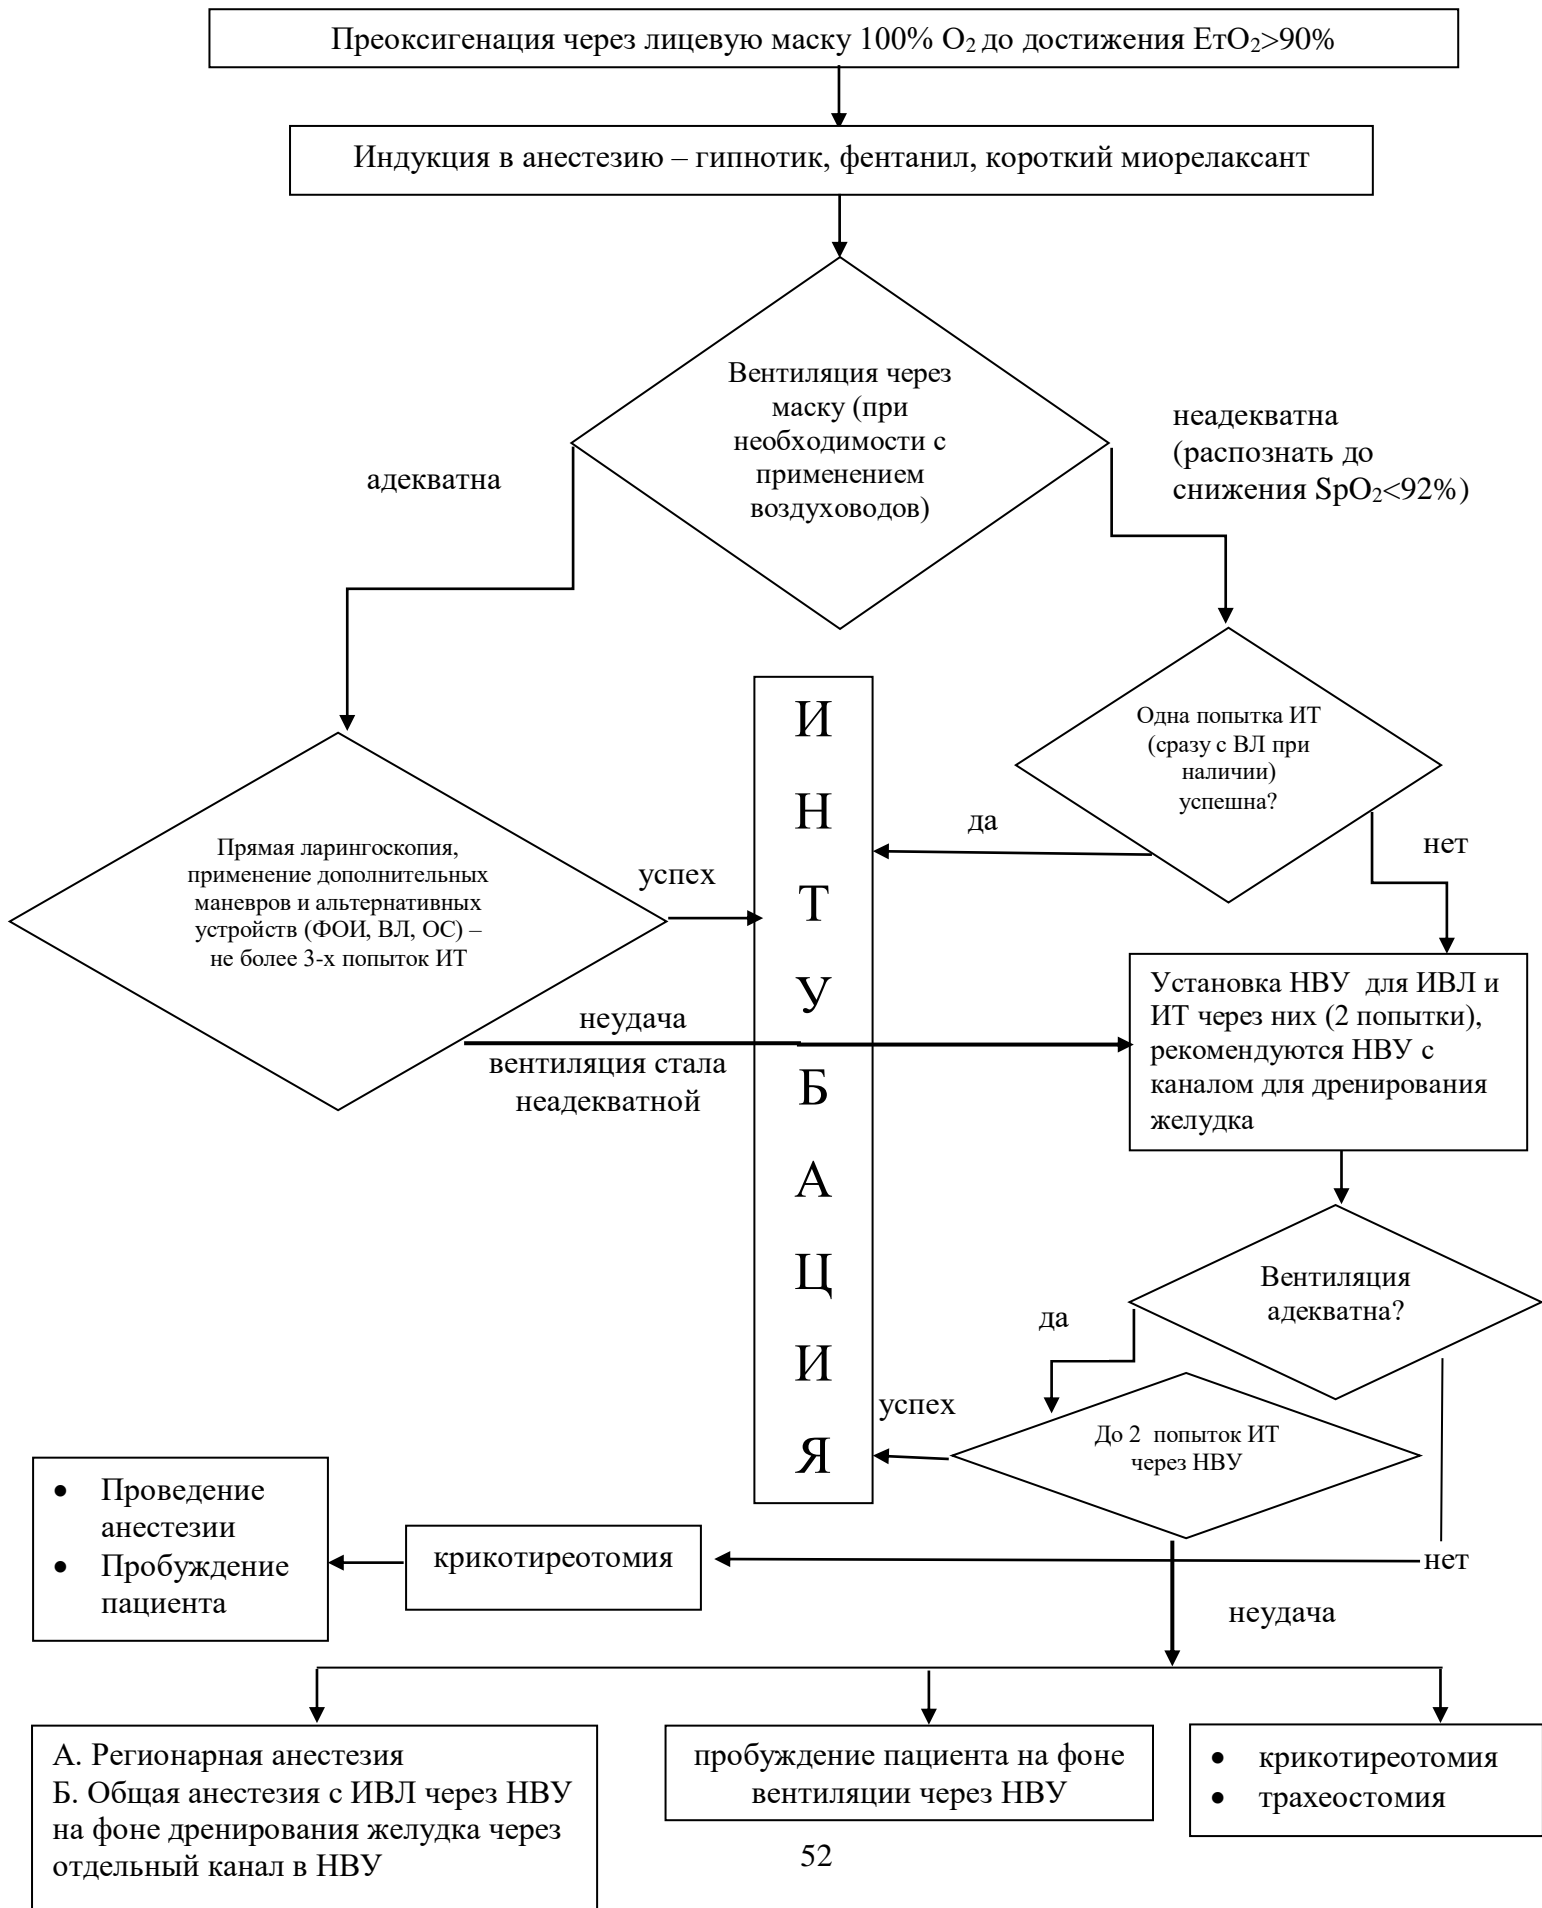 Преоксигенация через лицевую маску 100% O₂ до достижения ЕтО₂>90%
Индукция в анестезию – гипнотик, фентанил, короткий миорелаксант
Вентиляция через
маску (при
необходимости с
применением
воздуховодов)
адекватна
неадекватна
(распознать до
снижения SpO₂<92%)
Одна попытка ИТ
(сразу с ВЛ при
наличии)
успешна?
да
нет
Прямая ларингоскопия,
применение дополнительных
маневров и альтернативных
устройств (ФОИ, ВЛ, ОС) –
не более 3-х попыток ИТ
успех
неудача
вентиляция стала
неадекватной
И
Н
Т
У
Б
А
Ц
И
Я
Установка НВУ для ИВЛ и
ИТ через них (2 попытки),
рекомендуются НВУ с
каналом для дренирования
желудка
Вентиляция
адекватна?
да
До 2 попыток ИТ
через НВУ
успех
нет
неудача
крикотиреотомия
• Проведение
анестезии
• Пробуждение
пациента
А. Регионарная анестезия
Б. Общая анестезия с ИВЛ через НВУ
на фоне дренирования желудка через
отдельный канал в НВУ
пробуждение пациента на фоне
вентиляции через НВУ
• крикотиреотомия
• трахеостомия
52